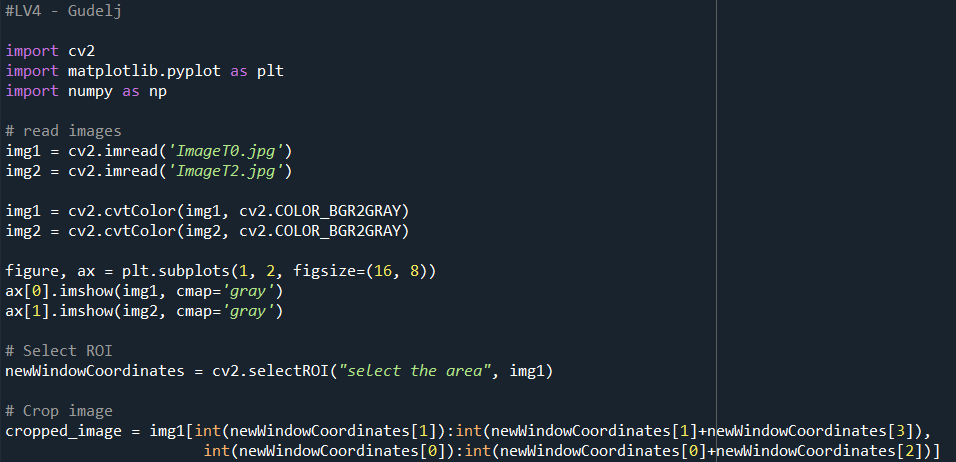 #LV4 - Gudelj
import cv2
import matplotlib.pyplot as plt
import numpy as np
# read images
img1 = cv2.imread('ImageT0.jpg')
img2 = cv2.imread('ImageT2.jpg')
img1 = cv2.cvtColor(img1, cv2.COLOR_BGR2GRAY)
img2 = cv2.cvtColor(img2, cv2.COLOR_BGR2GRAY)
figure, ax = plt.subplots(1, 2, figsize=(16, 8))
ax[0].imshow(img1, cmap='gray')
ax[1].imshow(img2, cmap='gray')
# Select ROI
newWindowCoordinates = cv2.selectROI("select the area", img1)
# Crop image
cropped_image = img1[int(newWindowCoordinates[1]):int(newWindowCoordinates[1]+newWindowCoordinates[3]),
int(newWindowCoordinates[0]):int(newWindowCoordinates[0]+newWindowCoordinates[2])]